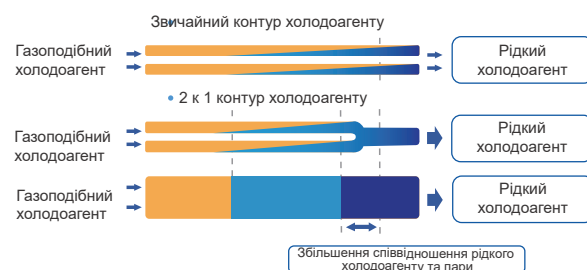 Звичайний контур холодоагенту
Газоподібний
холодоагент
Рідкий
холодоагент
• 2 к 1 контур холодоагенту
Газоподібний
холодоагент
Рідкий
холодоагент
Газоподібний
холодоагент
Рідкий
холодоагент
Збільшення співвідношення рідкого
холодоагенту та пари